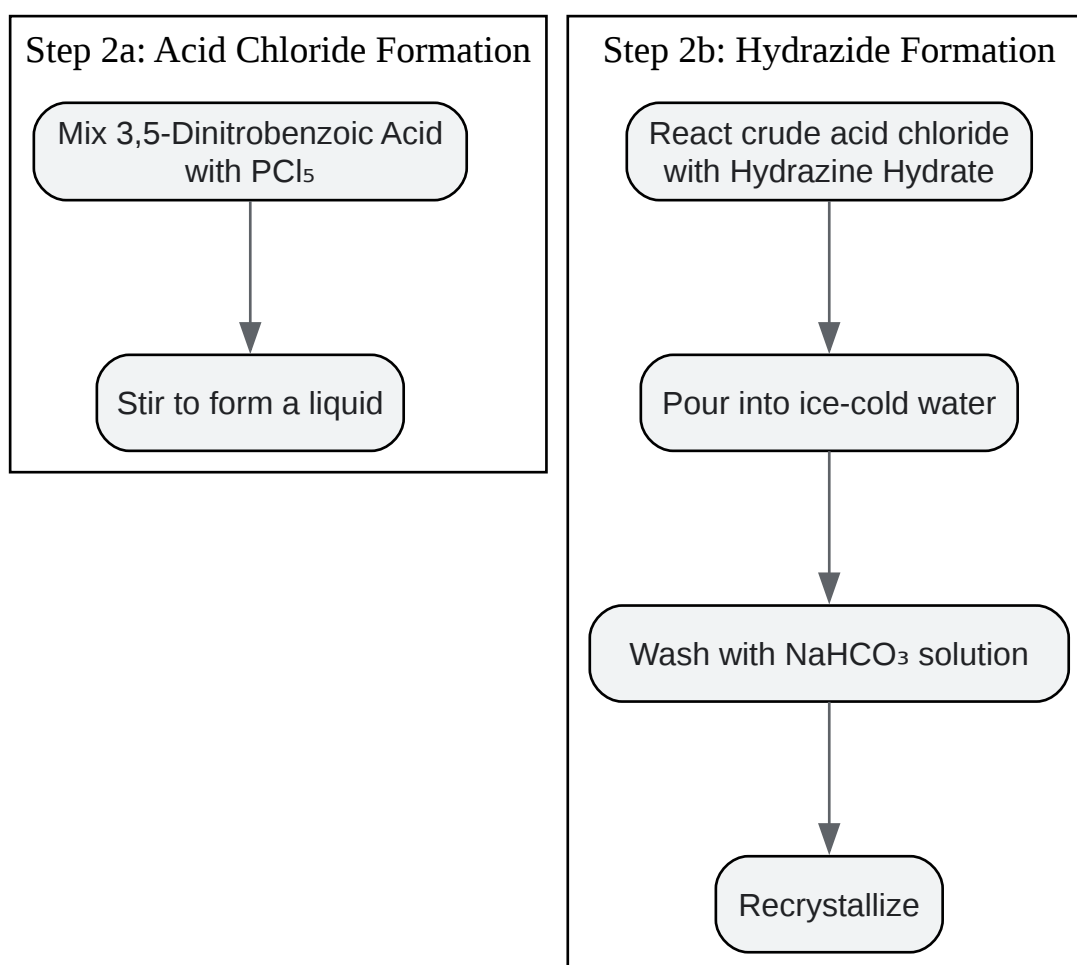 Step 2a: Acid Chloride Formation
Mix 3,5-Dinitrobenzoic Acid
with PCl₅
Stir to form a liquid
Step 2b: Hydrazide Formation
React crude acid chloride
with Hydrazine Hydrate
Pour into ice-cold water
Wash with NaHCO₃ solution
Recrystallize